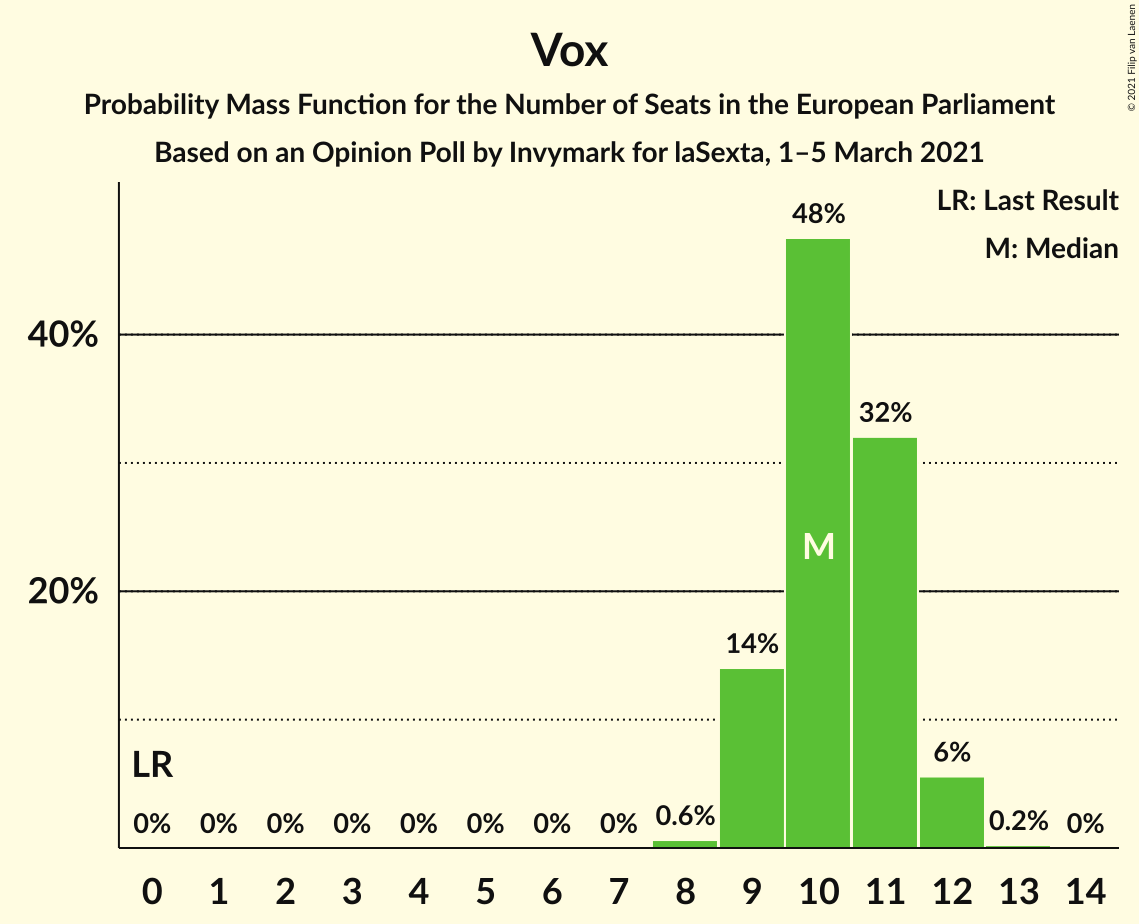 Vox
Probability Mass Function for the Number of Seats in the European Parliament
Based on an Opinion Poll by Invymark for laSexta, 1–5 March 2021
© 2021 Filip van Laenen
LR: Last Result
M: Median
40%
20%
48%
32%
M
14%
LR
6%
0% 0% 0% 0% 0% 0% 0% 0% 0.6% 0.2% 0%
0 1 2 3 4 5 6 7 8 9 10 11 12 13 14